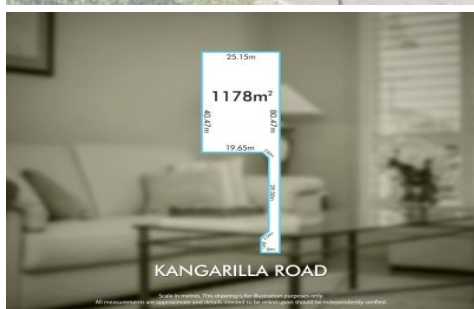 25.15m
1178m²
40.47m
80.47m
19.65m
6m
KANGARILLA ROAD
Scale in metres. This drawing is for illustration purposes only.
All measurements are approximate and details intended to be relied upon should be independently verified.